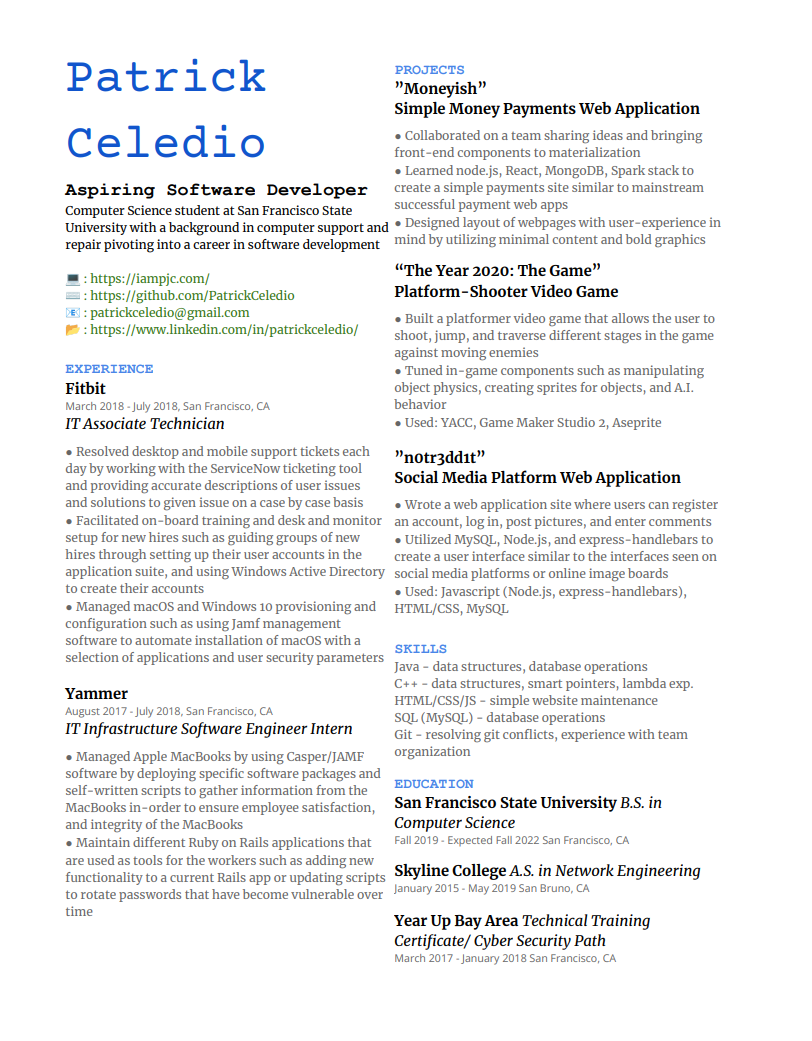 Patrick
Celedio
Aspiring Software Developer
Computer Science student at San Francisco State
University with a background in computer support and
repair pivoting into a career in software development
💻 : https://iampjc.com/
⌨️ : https://github.com/PatrickCeledio
📧 : patrickceledio@gmail.com
📂 : https://www.linkedin.com/in/patrickceledio/
EXPERIENCE
Fitbit
March 2018 - July 2018, San Francisco, CA
IT Associate Technician
● Resolved desktop and mobile support tickets each
day by working with the ServiceNow ticketing tool
and providing accurate descriptions of user issues
and solutions to given issue on a case by case basis
● Facilitated on-board training and desk and monitor
setup for new hires such as guiding groups of new
hires through setting up their user accounts in the
application suite, and using Windows Active Directory
to create their accounts
● Managed macOS and Windows 10 provisioning and
configuration such as using Jamf management
software to automate installation of macOS with a
selection of applications and user security parameters
Yammer
August 2017 - July 2018, San Francisco, CA
IT Infrastructure Software Engineer Intern
● Managed Apple MacBooks by using Casper/JAMF
software by deploying specific software packages and
self-written scripts to gather information from the
MacBooks in-order to ensure employee satisfaction,
and integrity of the MacBooks
● Maintain different Ruby on Rails applications that
are used as tools for the workers such as adding new
functionality to a current Rails app or updating scripts
to rotate passwords that have become vulnerable over
time
PROJECTS
”Moneyish”
Simple Money Payments Web Application
● Collaborated on a team sharing ideas and bringing
front-end components to materialization
● Learned node.js, React, MongoDB, Spark stack to
create a simple payments site similar to mainstream
successful payment web apps
● Designed layout of webpages with user-experience in
mind by utilizing minimal content and bold graphics
“The Year 2020: The Game”
Platform-Shooter Video Game
● Built a platformer video game that allows the user to
shoot, jump, and traverse different stages in the game
against moving enemies
● Tuned in-game components such as manipulating
object physics, creating sprites for objects, and A.I.
behavior
● Used: YACC, Game Maker Studio 2, Aseprite
”n0tr3dd1t”
Social Media Platform Web Application
● Wrote a web application site where users can register
an account, log in, post pictures, and enter comments
● Utilized MySQL, Node.js, and express-handlebars to
create a user interface similar to the interfaces seen on
social media platforms or online image boards
● Used: Javascript (Node.js, express-handlebars),
HTML/CSS, MySQL
SKILLS
Java - data structures, database operations
C++ - data structures, smart pointers, lambda exp.
HTML/CSS/JS - simple website maintenance
SQL (MySQL) - database operations
Git - resolving git conflicts, experience with team
organization
EDUCATION
San Francisco State University B.S. in
Computer Science
Fall 2019 - Expected Fall 2022 San Francisco, CA
Skyline College A.S. in Network Engineering
January 2015 - May 2019 San Bruno, CA
Year Up Bay Area Technical Training
Certificate/ Cyber Security Path
March 2017 - January 2018 San Francisco, CA